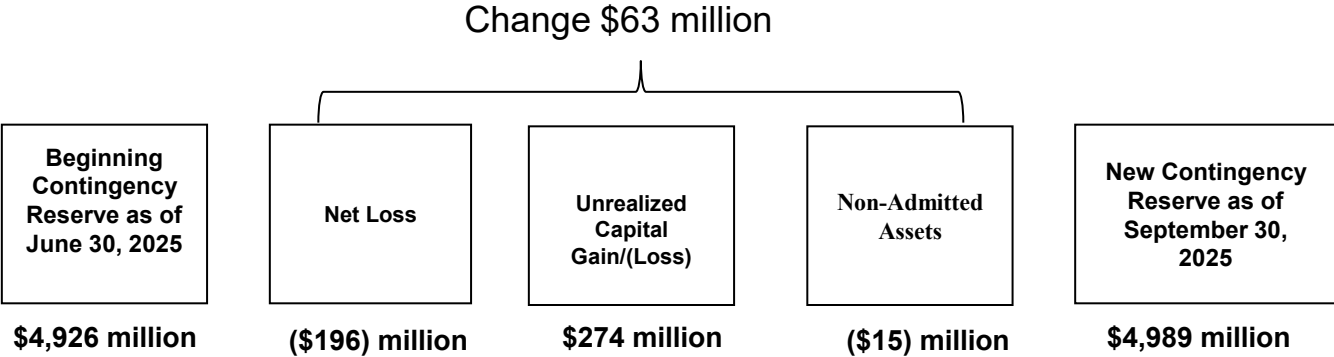 Change $63 million
Beginning
Contingency
Reserve as of
June 30, 2025
Net Loss
Unrealized
Capital
Gain/(Loss)
Non-Admitted
Assets
New Contingency
Reserve as of
September 30,
2025
$4,926 million
($196) million
$274 million
($15) million
$4,989 million